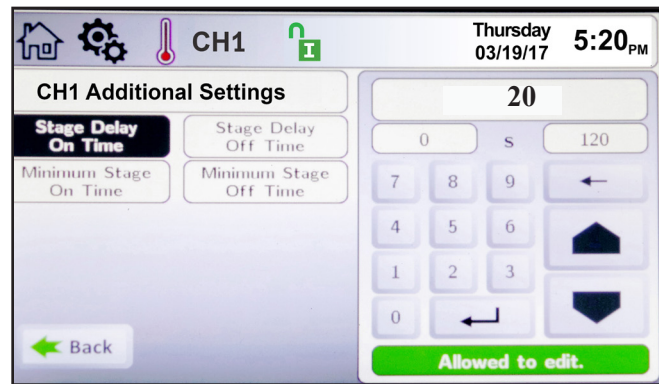 CH1
I
Thursday
03/19/17
5:20 PM
CH1 Additional Settings
Stage Delay
On Time
Stage Delay
Off Time
Minimum Stage
On Time
Minimum Stage
Off Time
Back
20
0 s 120
7 8 9
4 5 6
1 2 3
0
Allowed to edit.